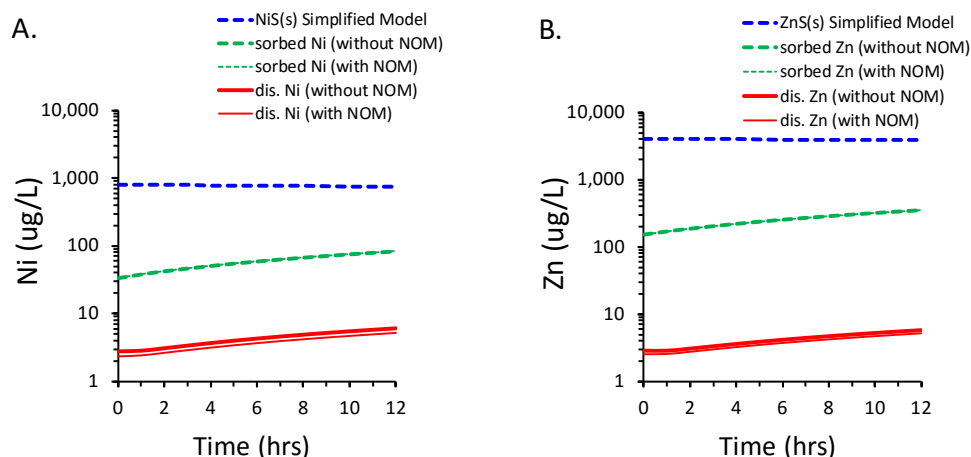 A.
NiS(s) Simplified Model
sorbed Ni (without NOM)
sorbed Ni (with NOM)
dis. Ni (without NOM)
dis. Ni (with NOM)
10,000
1,000
100
10
1
Ni (ug/L)
0 2 4 6 8 10 12
Time (hrs)
B.
ZnS(s) Simplified Model
sorbed Zn (without NOM)
sorbed Zn (with NOM)
dis. Zn (without NOM)
dis. Zn (with NOM)
10,000
1,000
100
10
1
Zn (ug/L)
0 2 4 6 8 10 12
Time (hrs)